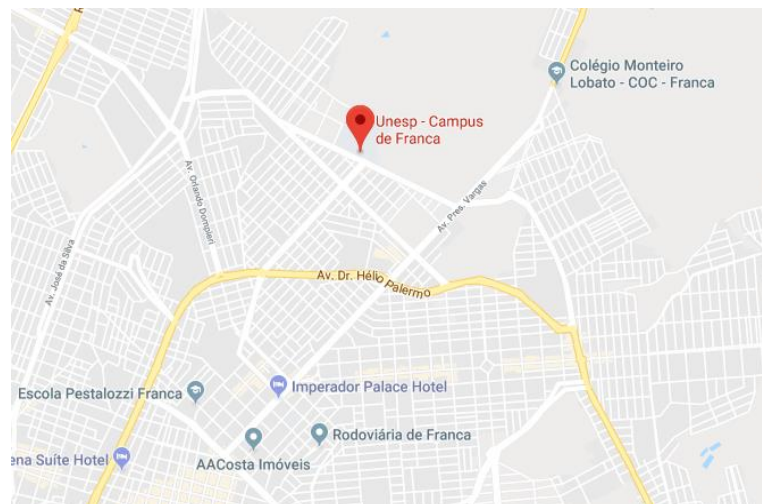 Colégio Monteiro
Lobato - COC - Franca
Unesp - Campus
de Franca
Av. Orlando Dompieri
Av. Pres. Vargas
Av. José da Silva
Av. Dr. Hélio Palermo
Imperador Palace Hotel
Escola Pestalozzi Franca
Rodoviária de Franca
ena Suíte Hotel
AACosta Imóveis